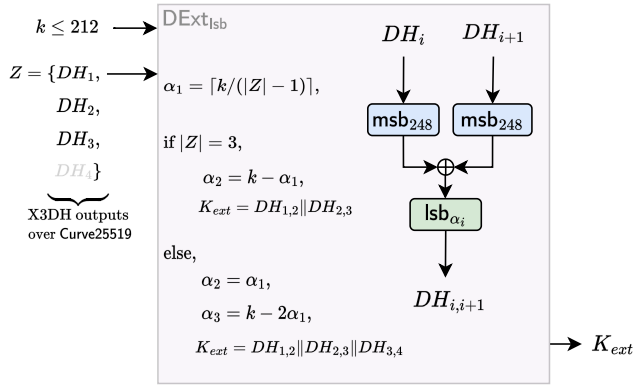 DExt_lsb
k ≤ 212
Z = {DH_1,
DH_2,
DH_3,
DH_4}
X3DH outputs
over Curve25519
α_1 = ⌈k/(|Z| − 1)⌉,
if |Z| = 3,
α_2 = k − α_1,
K_ext = DH_{1,2}‖DH_{2,3}
else,
α_2 = α_1,
α_3 = k − 2α_1,
K_ext = DH_{1,2}‖DH_{2,3}‖DH_{3,4}
DH_i DH_{i+1}
msb_248 msb_248
⊕
lsb_{α_i}
DH_{i,i+1}
K_ext